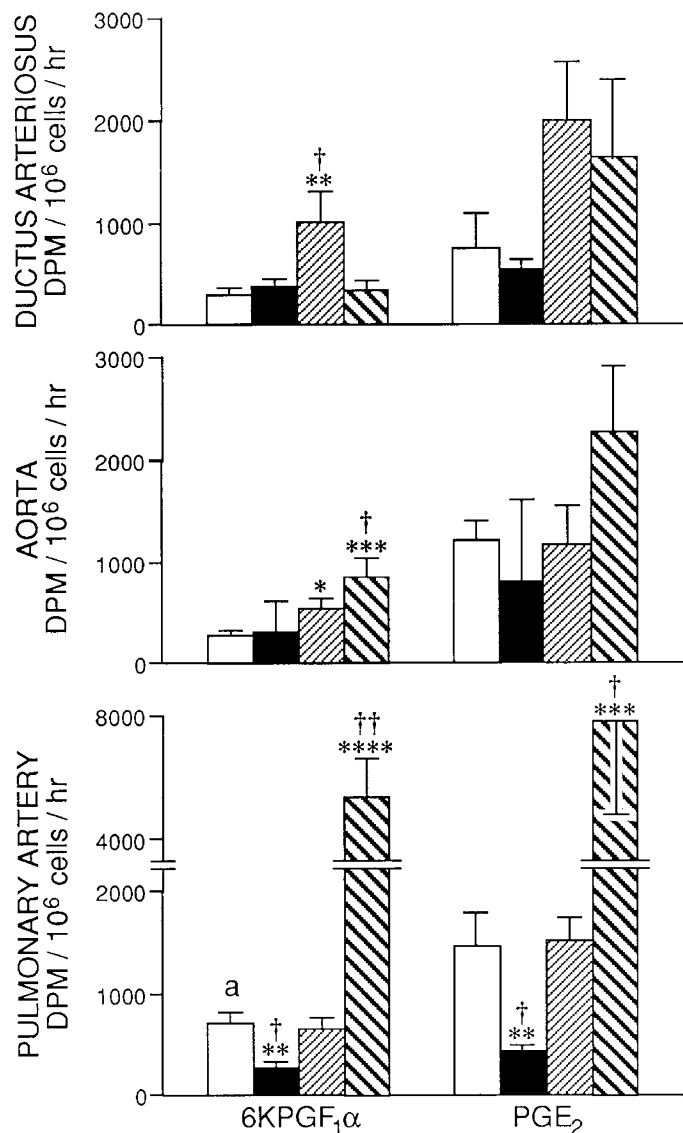 DUCTUS ARTERIOSUS
DPM / 10⁶ cells / hr
3000
2000
1000
0
†
**
AORTA
DPM / 10⁶ cells / hr
3000
2000
1000
0
*
†
***
PULMONARY ARTERY
DPM / 10⁶ cells / hr
8000
4000
2000
1000
0
a
†
**
††
****
†
**
†
***
6KPGF₁α
PGE₂